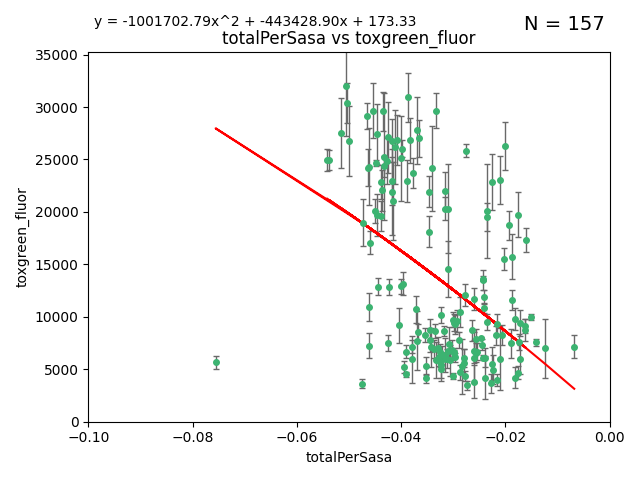 y = -1001702.79x^2 + -443428.90x + 173.33
N = 157
totalPerSasa vs toxgreen_fluor
toxgreen_fluor
35000
30000
25000
20000
15000
10000
5000
0
−0.10
−0.08
−0.06
−0.04
−0.02
0.00
totalPerSasa